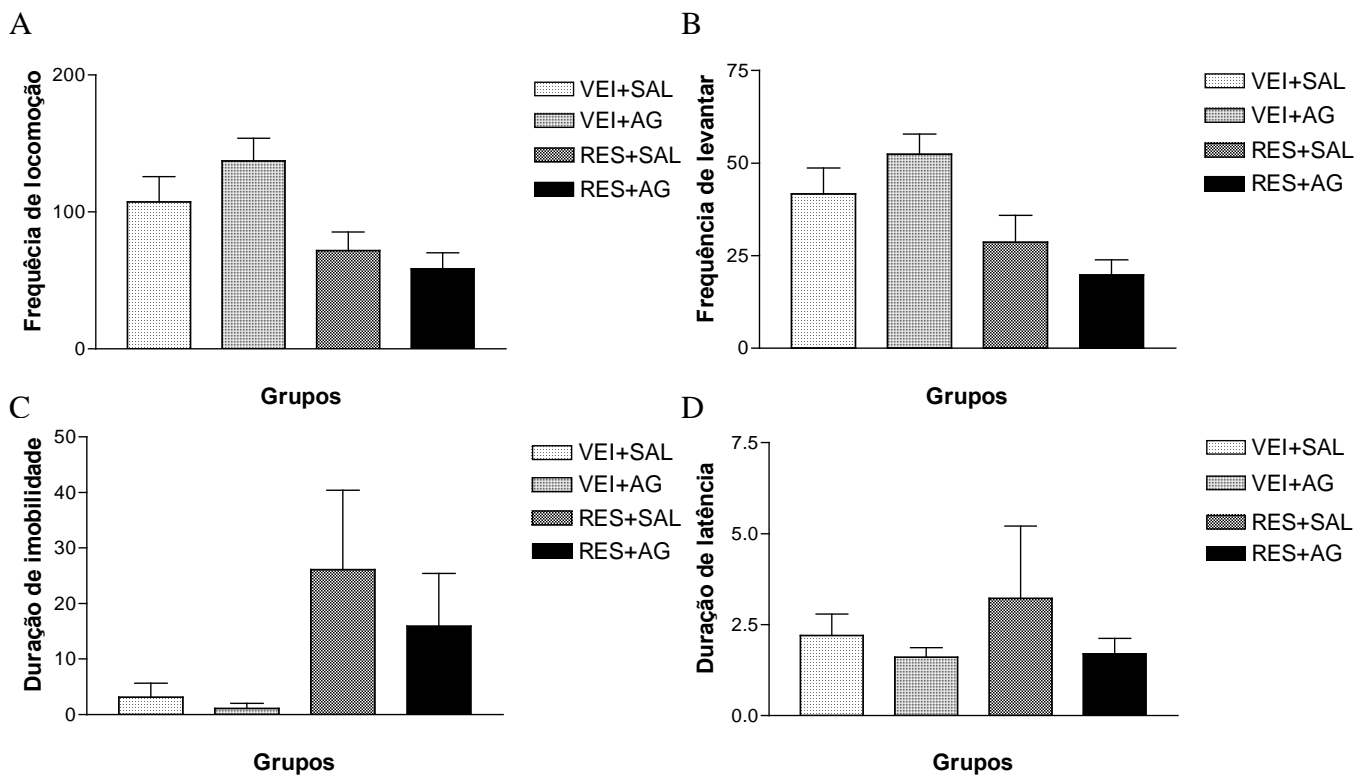 A
Frequêcia de locomoção
200
100
0
VEI+SAL
VEI+AG
RES+SAL
RES+AG
Grupos
B
Frequência de levantar
75
50
25
0
VEI+SAL
VEI+AG
RES+SAL
RES+AG
Grupos
C
Duração de imobilidade
50
40
30
20
10
0
VEI+SAL
VEI+AG
RES+SAL
RES+AG
Grupos
D
Duração de latência
7.5
5.0
2.5
0.0
VEI+SAL
VEI+AG
RES+SAL
RES+AG
Grupos